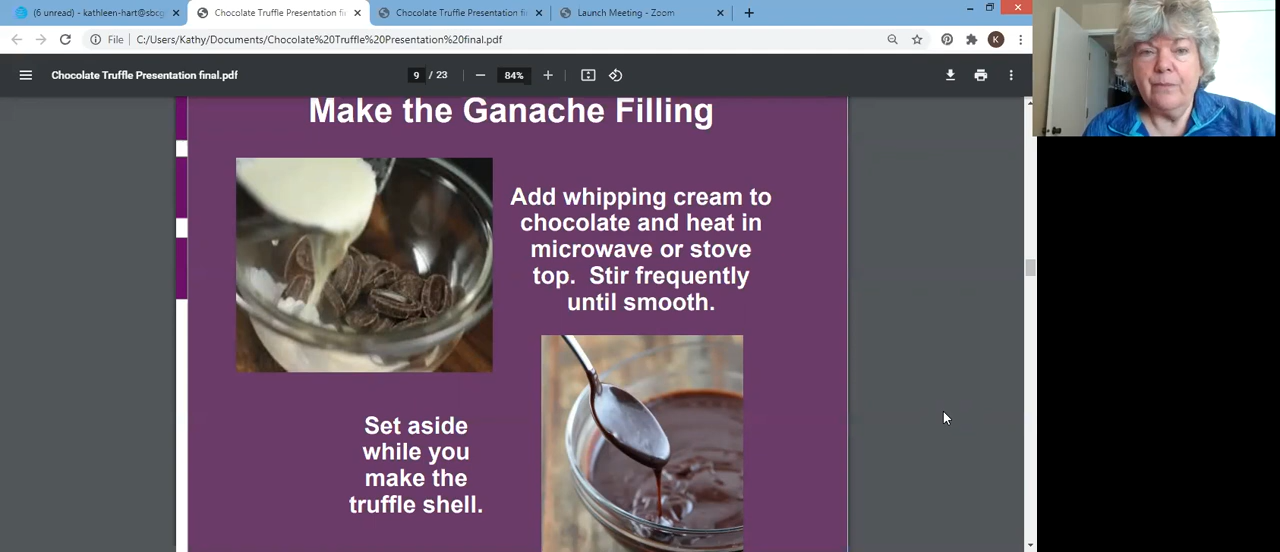 (6 unread) - kathleen-hart@sbcg
Chocolate Truffle Presentation fi
Chocolate Truffle Presentation fi
Launch Meeting - Zoom
File
C:/Users/Kathy/Documents/Chocolate%20Truffle%20Presentation%20final.pdf
K
Chocolate Truffle Presentation final.pdf
9 / 23
84%
Make the Ganache Filling
Add whipping cream to
chocolate and heat in
microwave or stove
top. Stir frequently
until smooth.
Set aside
while you
make the
truffle shell.